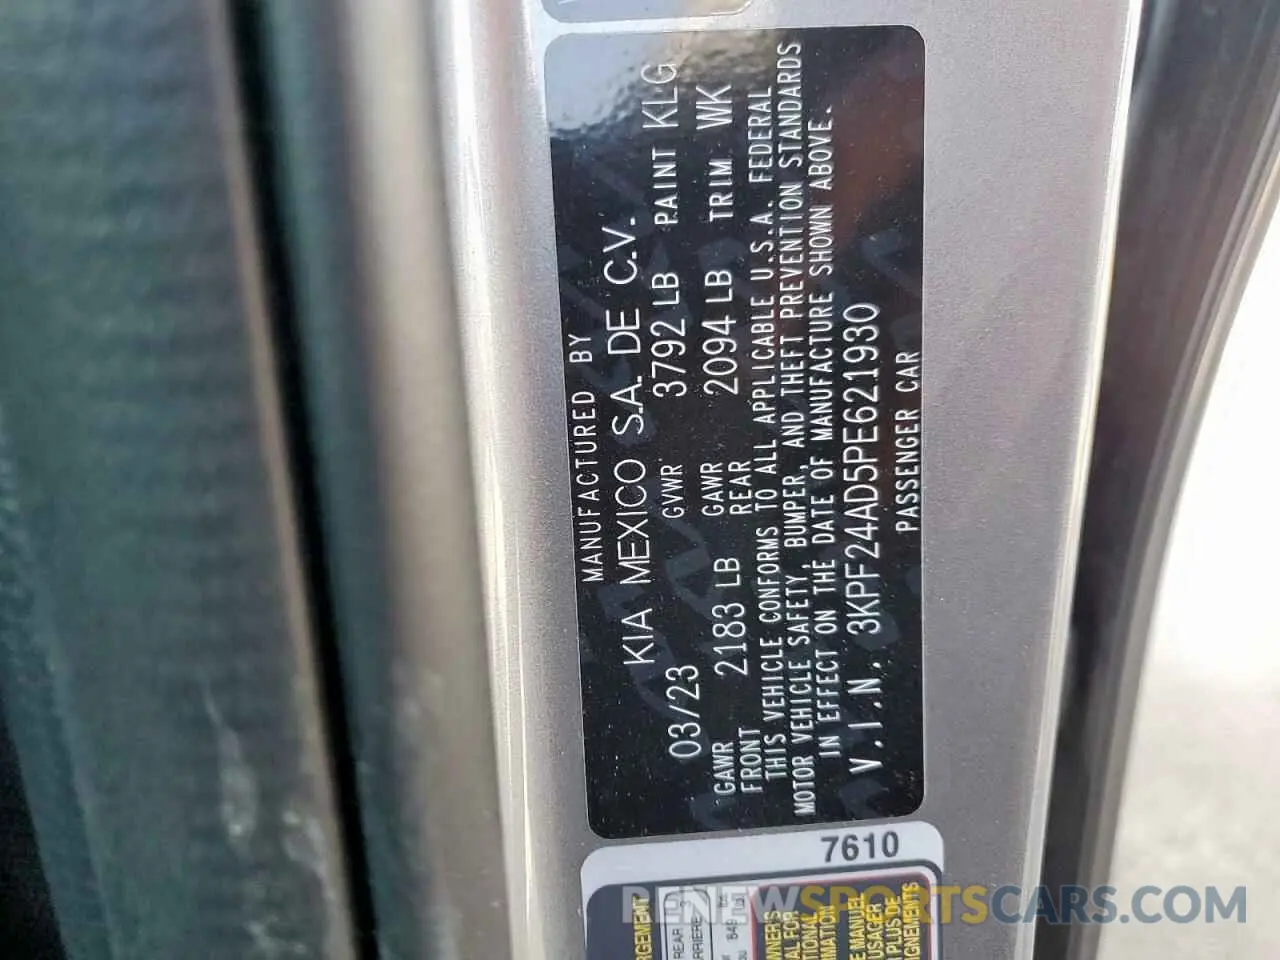 MANUFACTURED BY
KIA MEXICO S.A. DE C.V.
03/23 GVWR 3792 LB PAINT KLG
GAWR FRONT 2183 LB GAWR REAR 2094 LB TRIM WK
THIS VEHICLE CONFORMS TO ALL APPLICABLE U.S.A. FEDERAL
MOTOR VEHICLE SAFETY, BUMPER, AND THEFT PREVENTION STANDARDS
IN EFFECT ON THE DATE OF MANUFACTURE SHOWN ABOVE.
V.I.N. 3KPF24AD5PE621930
PASSENGER CAR
7610
REAR
RENEWSPORTSCARS.COM